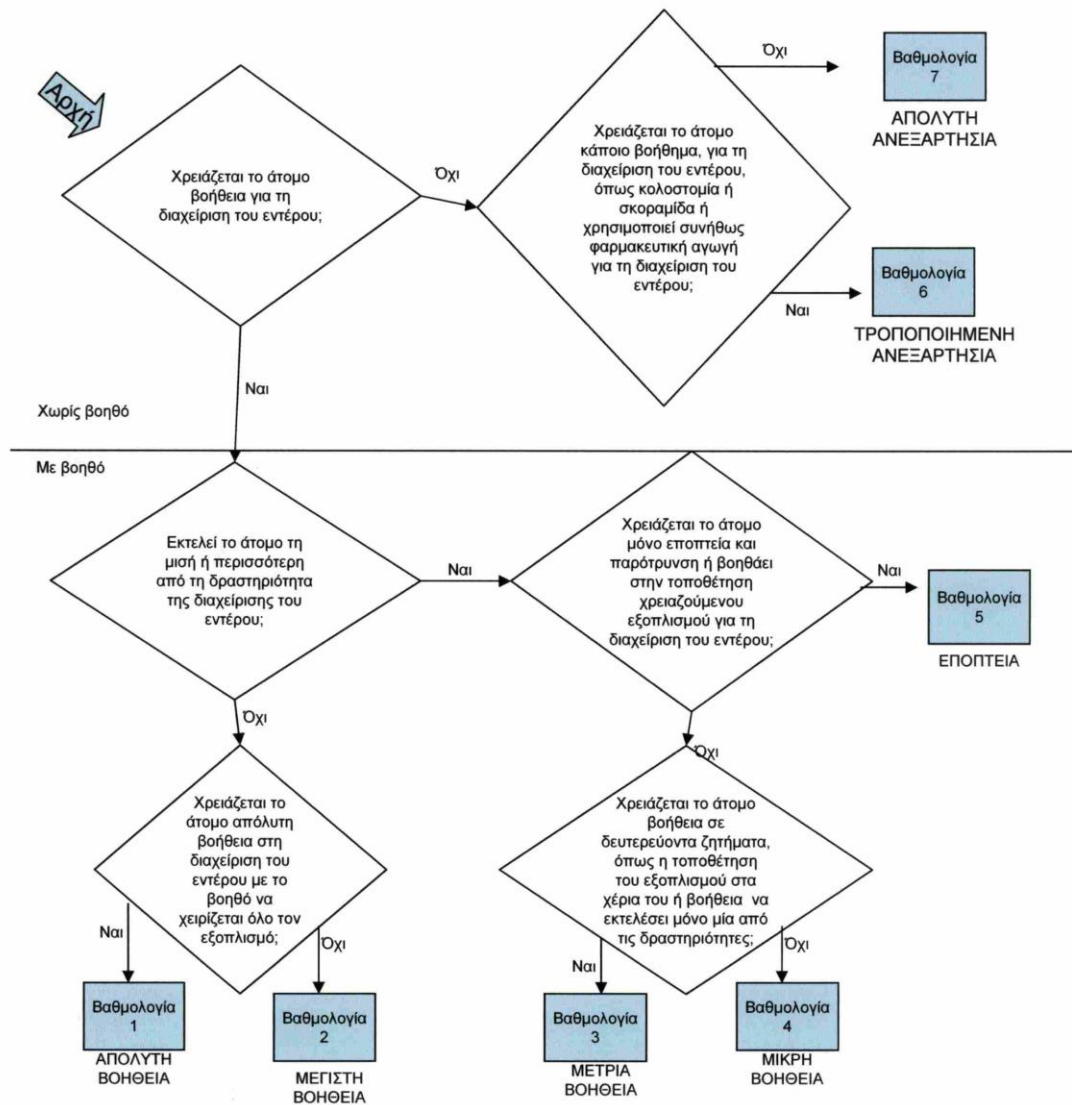 Αρχή
Χρειάζεται το άτομο
βοήθεια για τη
διαχείριση του εντέρου;
Όχι
Χρειάζεται το άτομο
κάποιο βοήθημα, για τη
διαχείριση του εντέρου,
όπως κολοστομία ή
σκοραμίδα ή
χρησιμοποιεί συνήθως
φαρμακευτική αγωγή
για τη διαχείριση του
εντέρου;
Όχι
Βαθμολογία
7
ΑΠΟΛΥΤΗ
ΑΝΕΞΑΡΤΗΣΙΑ
Ναι
Βαθμολογία
6
ΤΡΟΠΟΠΟΙΗΜΕΝΗ
ΑΝΕΞΑΡΤΗΣΙΑ
Ναι
Χωρίς βοηθό
Με βοηθό
Εκτελεί το άτομο τη
μισή ή περισσότερη
από τη δραστηριότητα
της διαχείρισης του
εντέρου;
Ναι
Χρειάζεται το άτομο
μόνο εποπτεία και
παρότρυνση ή βοηθάει
στην τοποθέτηση
χρειαζούμενου
εξοπλισμού για τη
διαχείριση του εντέρου;
Ναι
Βαθμολογία
5
ΕΠΟΠΤΕΙΑ
Όχι
Χρειάζεται το
άτομο απόλυτη
βοήθεια στη
διαχείριση του
εντέρου με το
βοηθό να
χειρίζεται όλο τον
εξοπλισμό;
Ναι
Όχι
Βαθμολογία
1
ΑΠΟΛΥΤΗ
ΒΟΗΘΕΙΑ
Βαθμολογία
2
ΜΕΓΙΣΤΗ
ΒΟΗΘΕΙΑ
Όχι
Χρειάζεται το άτομο
βοήθεια σε
δευτερεύοντα ζητήματα,
όπως η τοποθέτηση
του εξοπλισμού στα
χέρια του ή βοήθεια να
εκτελέσει μόνο μία από
τις δραστηριότητες;
Ναι
Όχι
Βαθμολογία
3
ΜΕΤΡΙΑ
ΒΟΗΘΕΙΑ
Βαθμολογία
4
ΜΙΚΡΗ
ΒΟΗΘΕΙΑ